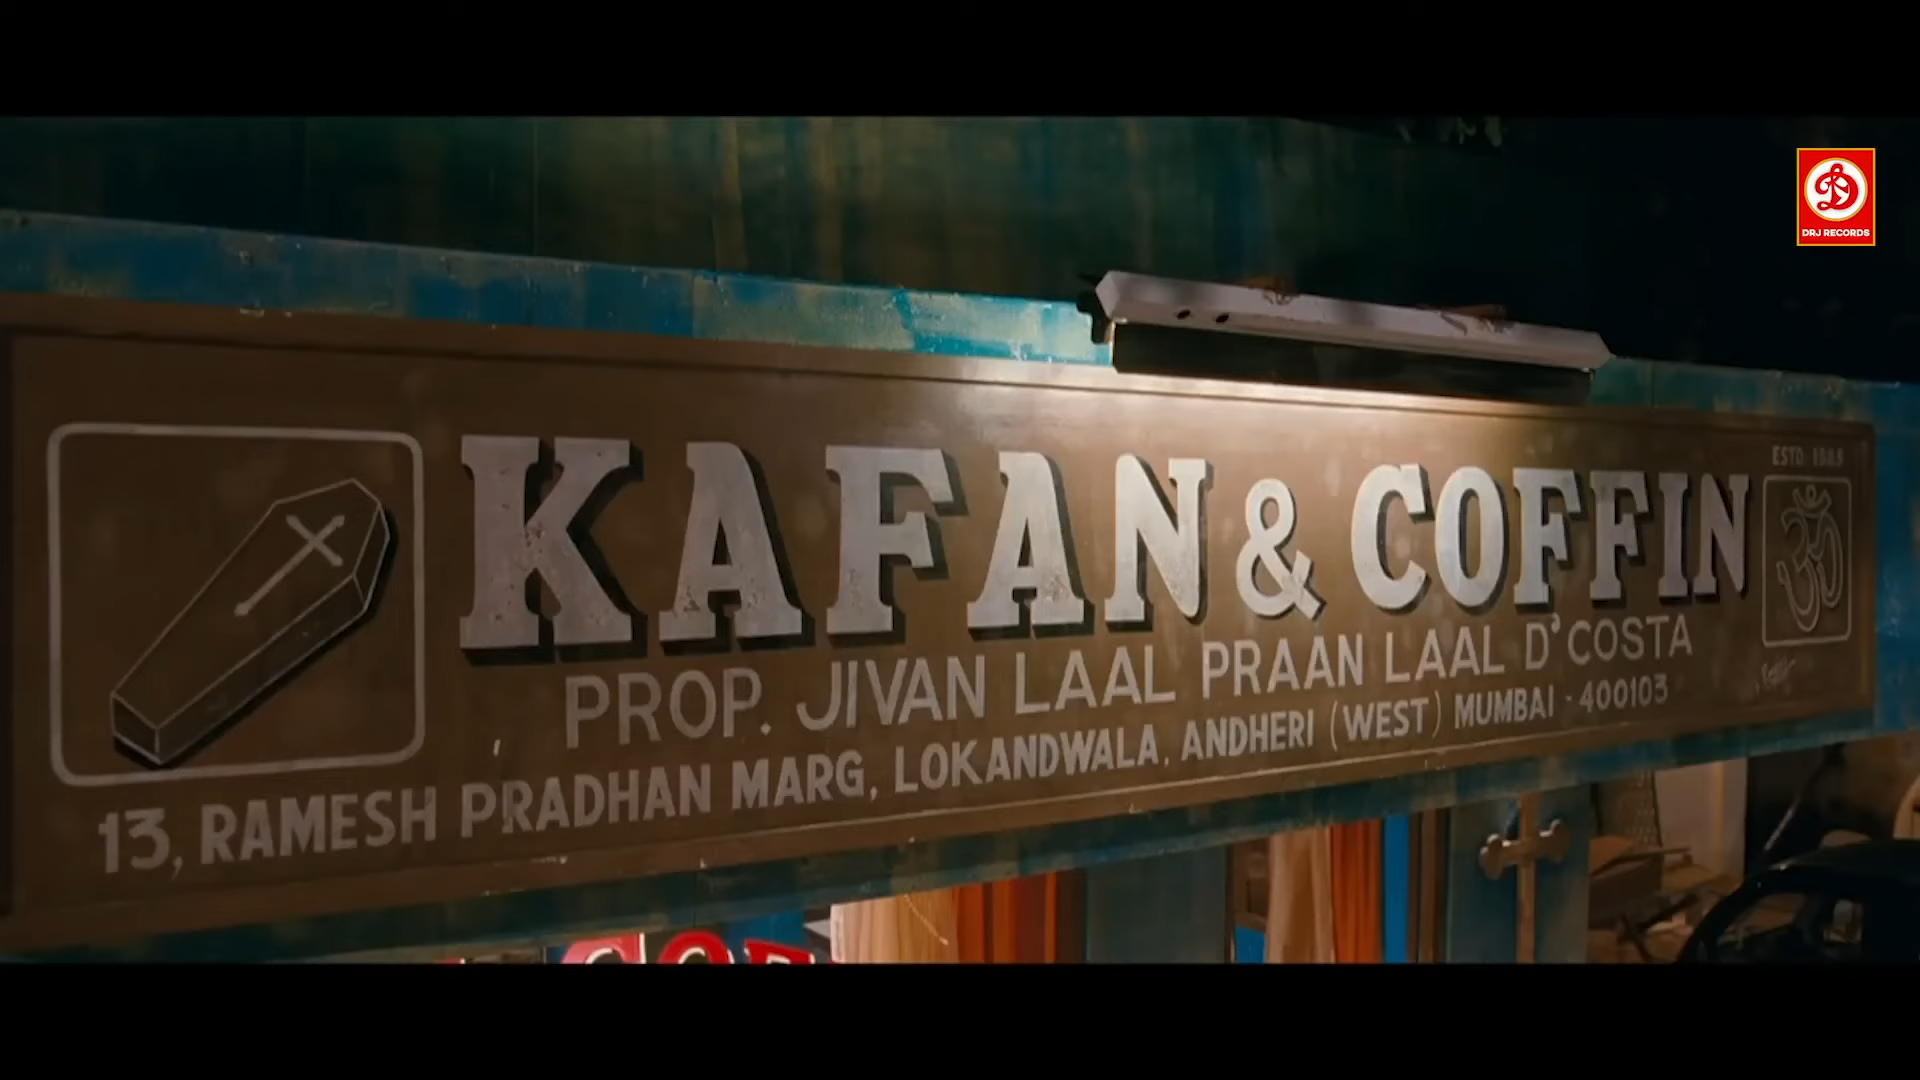 DRJ RECORDS
ESTD.
KAFAN & COFFIN
ॐ
PROP. JIVAN LAAL PRAAN LAAL D'COSTA
13, RAMESH PRADHAN MARG, LOKANDWALA, ANDHERI (WEST) MUMBAI - 400103